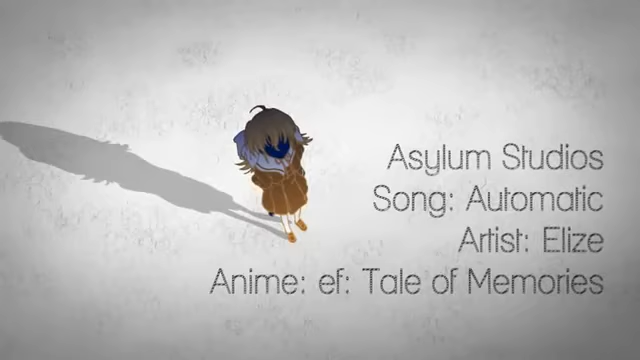 Asylum Studios
Song: Automatic
Artist: Elize
Anime: ef: Tale of Memories